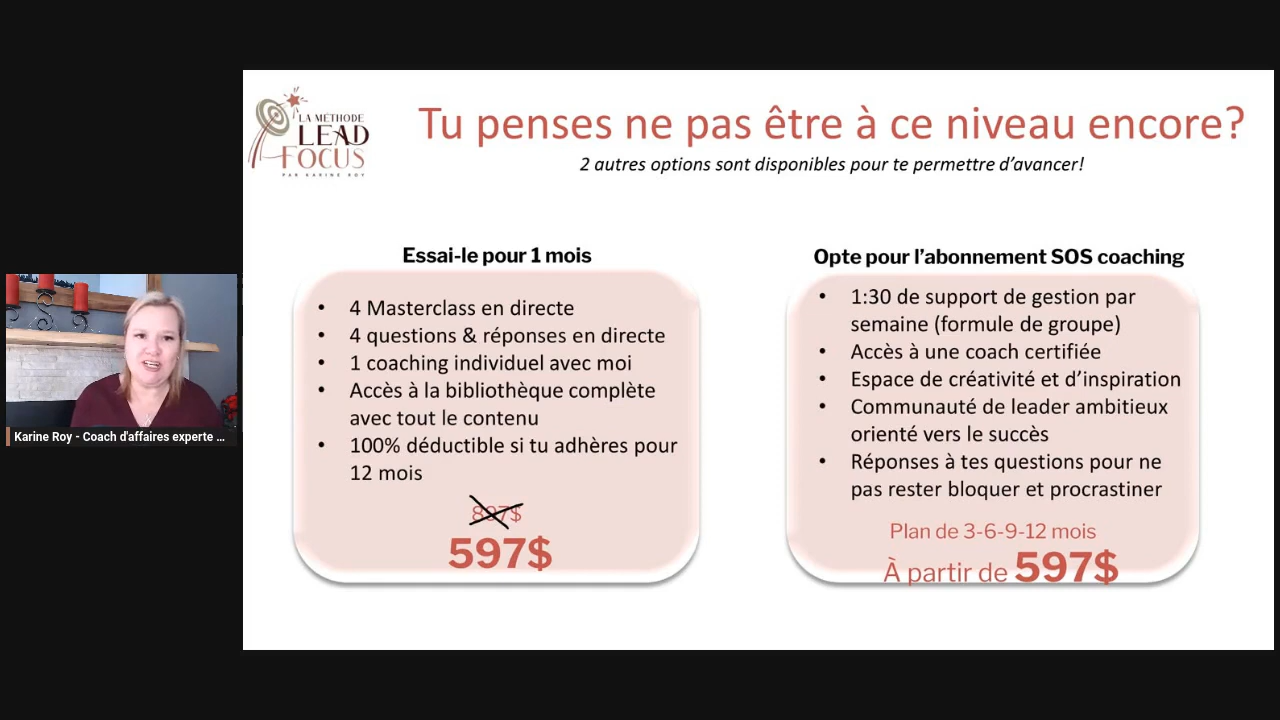 LA MÉTHODE
LEAD
FOCUS
PAR KARINE ROY
Tu penses ne pas être à ce niveau encore?
2 autres options sont disponibles pour te permettre d'avancer!
Essai-le pour 1 mois
• 4 Masterclass en directe
• 4 questions & réponses en directe
• 1 coaching individuel avec moi
• Accès à la bibliothèque complète
avec tout le contenu
• 100% déductible si tu adhères pour
12 mois
597$
Opte pour l'abonnement SOS coaching
• 1:30 de support de gestion par
semaine (formule de groupe)
• Accès à une coach certifiée
• Espace de créativité et d'inspiration
• Communauté de leader ambitieux
orienté vers le succès
• Réponses à tes questions pour ne
pas rester bloquer et procrastiner
Plan de 3-6-9-12 mois
À partir de 597$
Karine Roy - Coach d'affaires experte ...